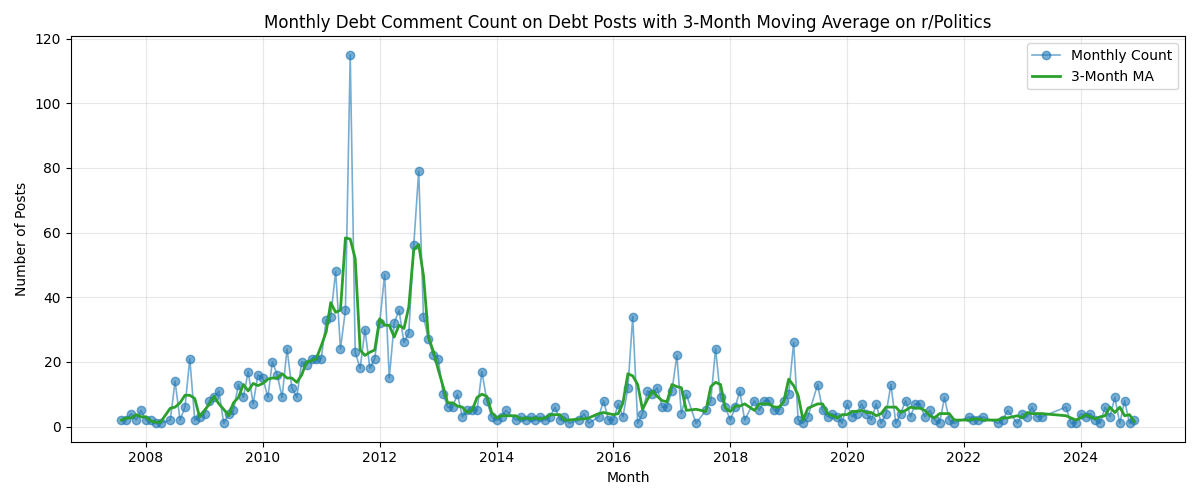 Monthly Debt Comment Count on Debt Posts with 3-Month Moving Average on r/Politics
Number of Posts
120
100
80
60
40
20
0
Monthly Count
3-Month MA
2008 2010 2012 2014 2016 2018 2020 2022 2024
Month